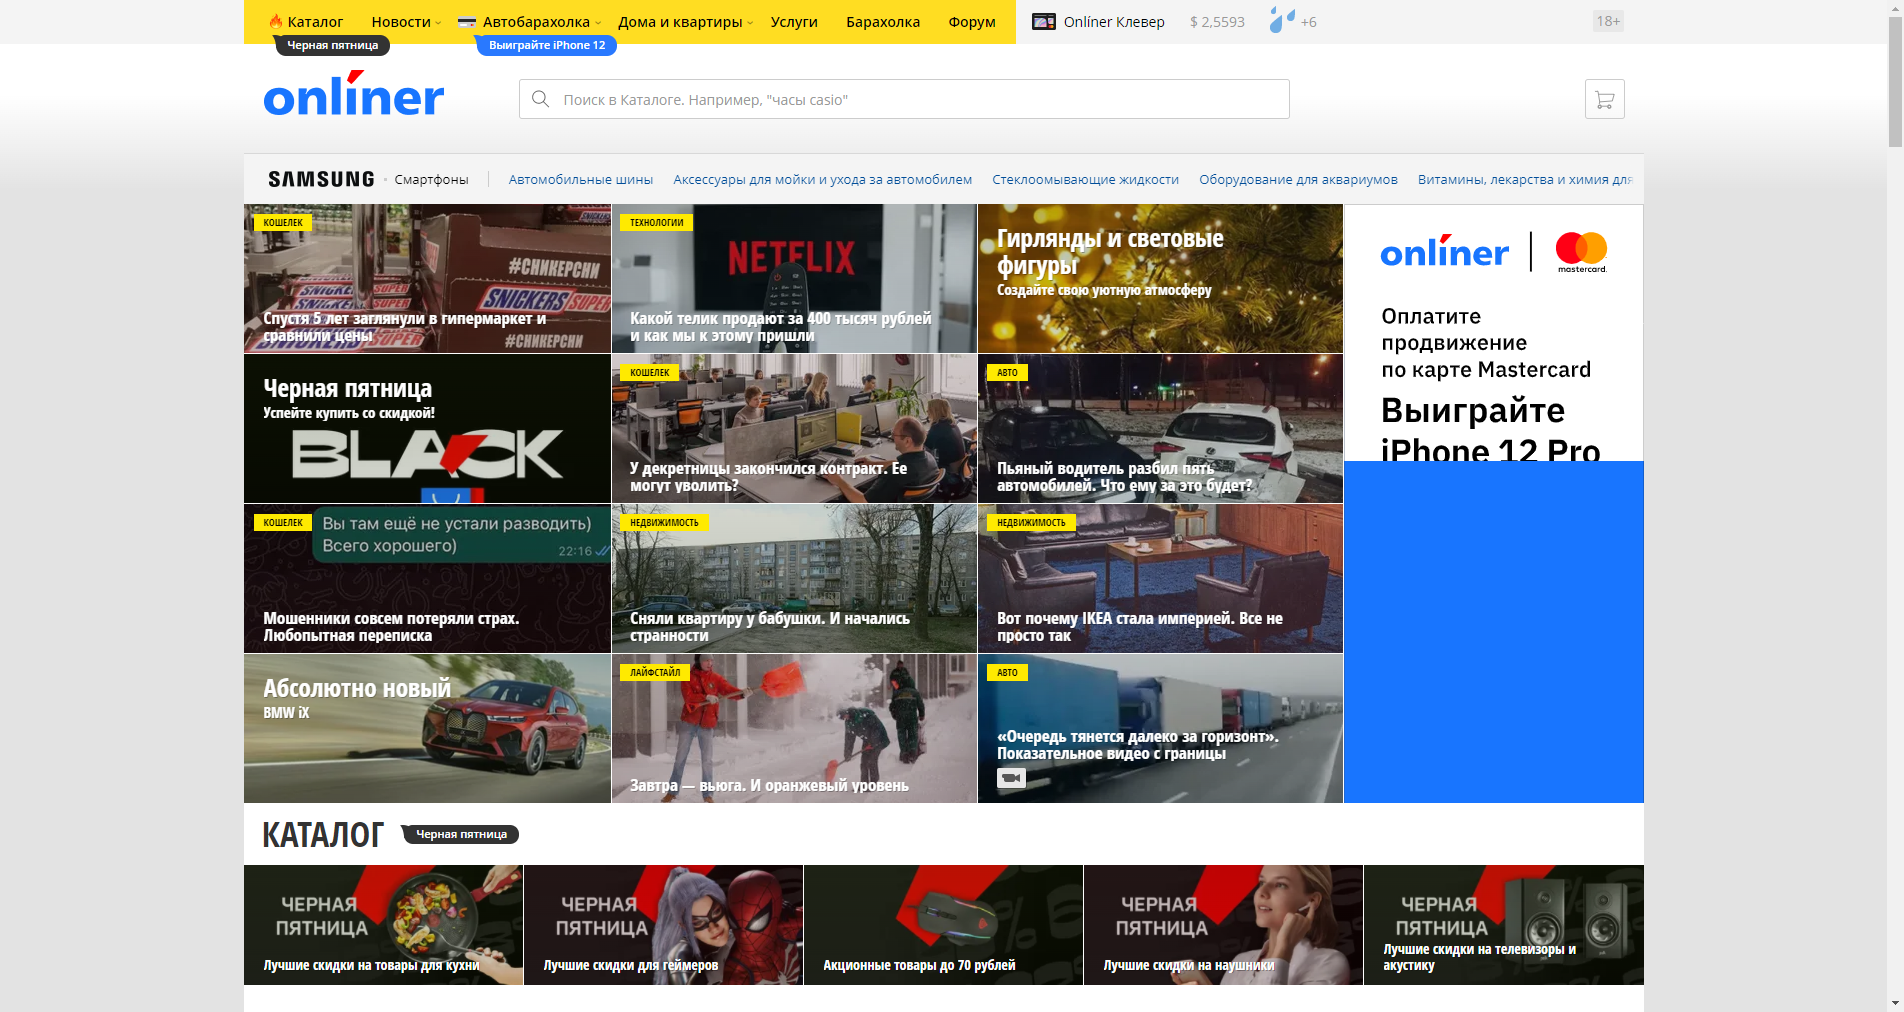 Каталог Новости Автобарахолка Дома и квартиры Услуги Барахолка Форум Onlíner Клевер $ 2,5593 +6 18+
Черная пятница Выиграйте iPhone 12
onlíner
Поиск в Каталоге. Например, "часы casio"
SAMSUNG Смартфоны Автомобильные шины Аксессуары для мойки и ухода за автомобилем Стеклоомывающие жидкости Оборудование для аквариумов Витамины, лекарства и химия для
КОШЕЛЕК
#СНИКЕРСНИ
SNICKERS SUPER
Спустя 5 лет заглянули в гипермаркет и
сравнили цены
#СНИКЕРСНИ
ТЕХНОЛОГИИ
NETFLIX
Какой телик продают за 400 тысяч рублей
и как мы к этому пришли
Гирлянды и световые
фигуры
Создайте свою уютную атмосферу
onlíner
mastercard.
Оплатите
продвижение
по карте Mastercard
Выиграйте
iPhone 12 Pro
Черная пятница
Успейте купить со скидкой!
BLACK
КОШЕЛЕК
У декретницы закончился контракт. Ее
могут уволить?
АВТО
Пьяный водитель разбил пять
автомобилей. Что ему за это будет?
КОШЕЛЕК
Вы там ещё не устали разводить)
Всего хорошего)
22:16
Мошенники совсем потеряли страх.
Любопытная переписка
НЕДВИЖИМОСТЬ
Сняли квартиру у бабушки. И начались
странности
НЕДВИЖИМОСТЬ
Вот почему IKEA стала империей. Все не
просто так
Абсолютно новый
BMW iX
ЛАЙФСТАЙЛ
Завтра — вьюга. И оранжевый уровень
АВТО
«Очередь тянется далеко за горизонт».
Показательное видео с границы
КАТАЛОГ Черная пятница
ЧЕРНАЯ
ПЯТНИЦА
Лучшие скидки на товары для кухни
ЧЕРНАЯ
ПЯТНИЦА
Лучшие скидки для геймеров
Акционные товары до 70 рублей
ЧЕРНАЯ
ПЯТНИЦА
Лучшие скидки на наушники
ЧЕРНАЯ
ПЯТНИЦА
Лучшие скидки на телевизоры и
акустику